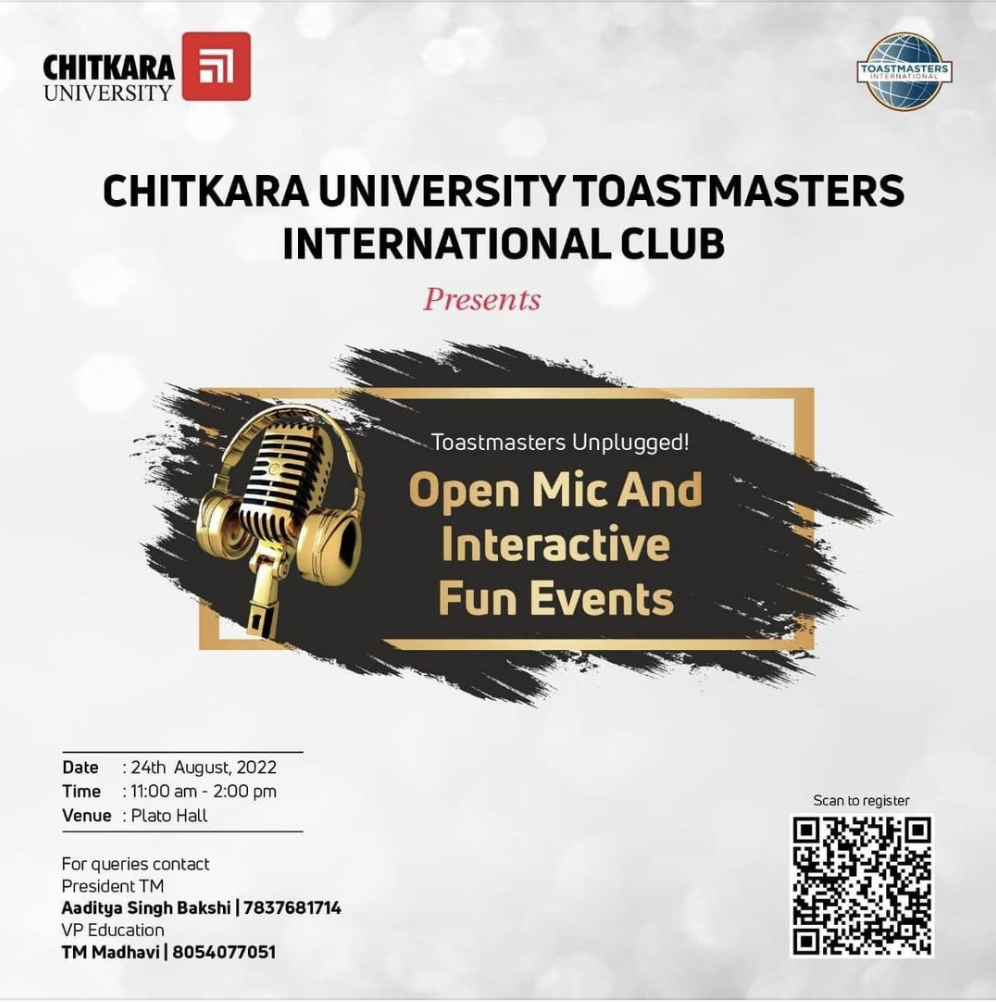 CHITKARA
UNIVERSITY
TOASTMASTERS
INTERNATIONAL
CHITKARA UNIVERSITY TOASTMASTERS
INTERNATIONAL CLUB
Presents
Toastmasters Unplugged!
Open Mic And
Interactive
Fun Events
Date : 24th August, 2022
Time : 11:00 am - 2:00 pm
Venue : Plato Hall
For queries contact
President TM
Aaditya Singh Bakshi | 7837681714
VP Education
TM Madhavi | 8054077051
Scan to register